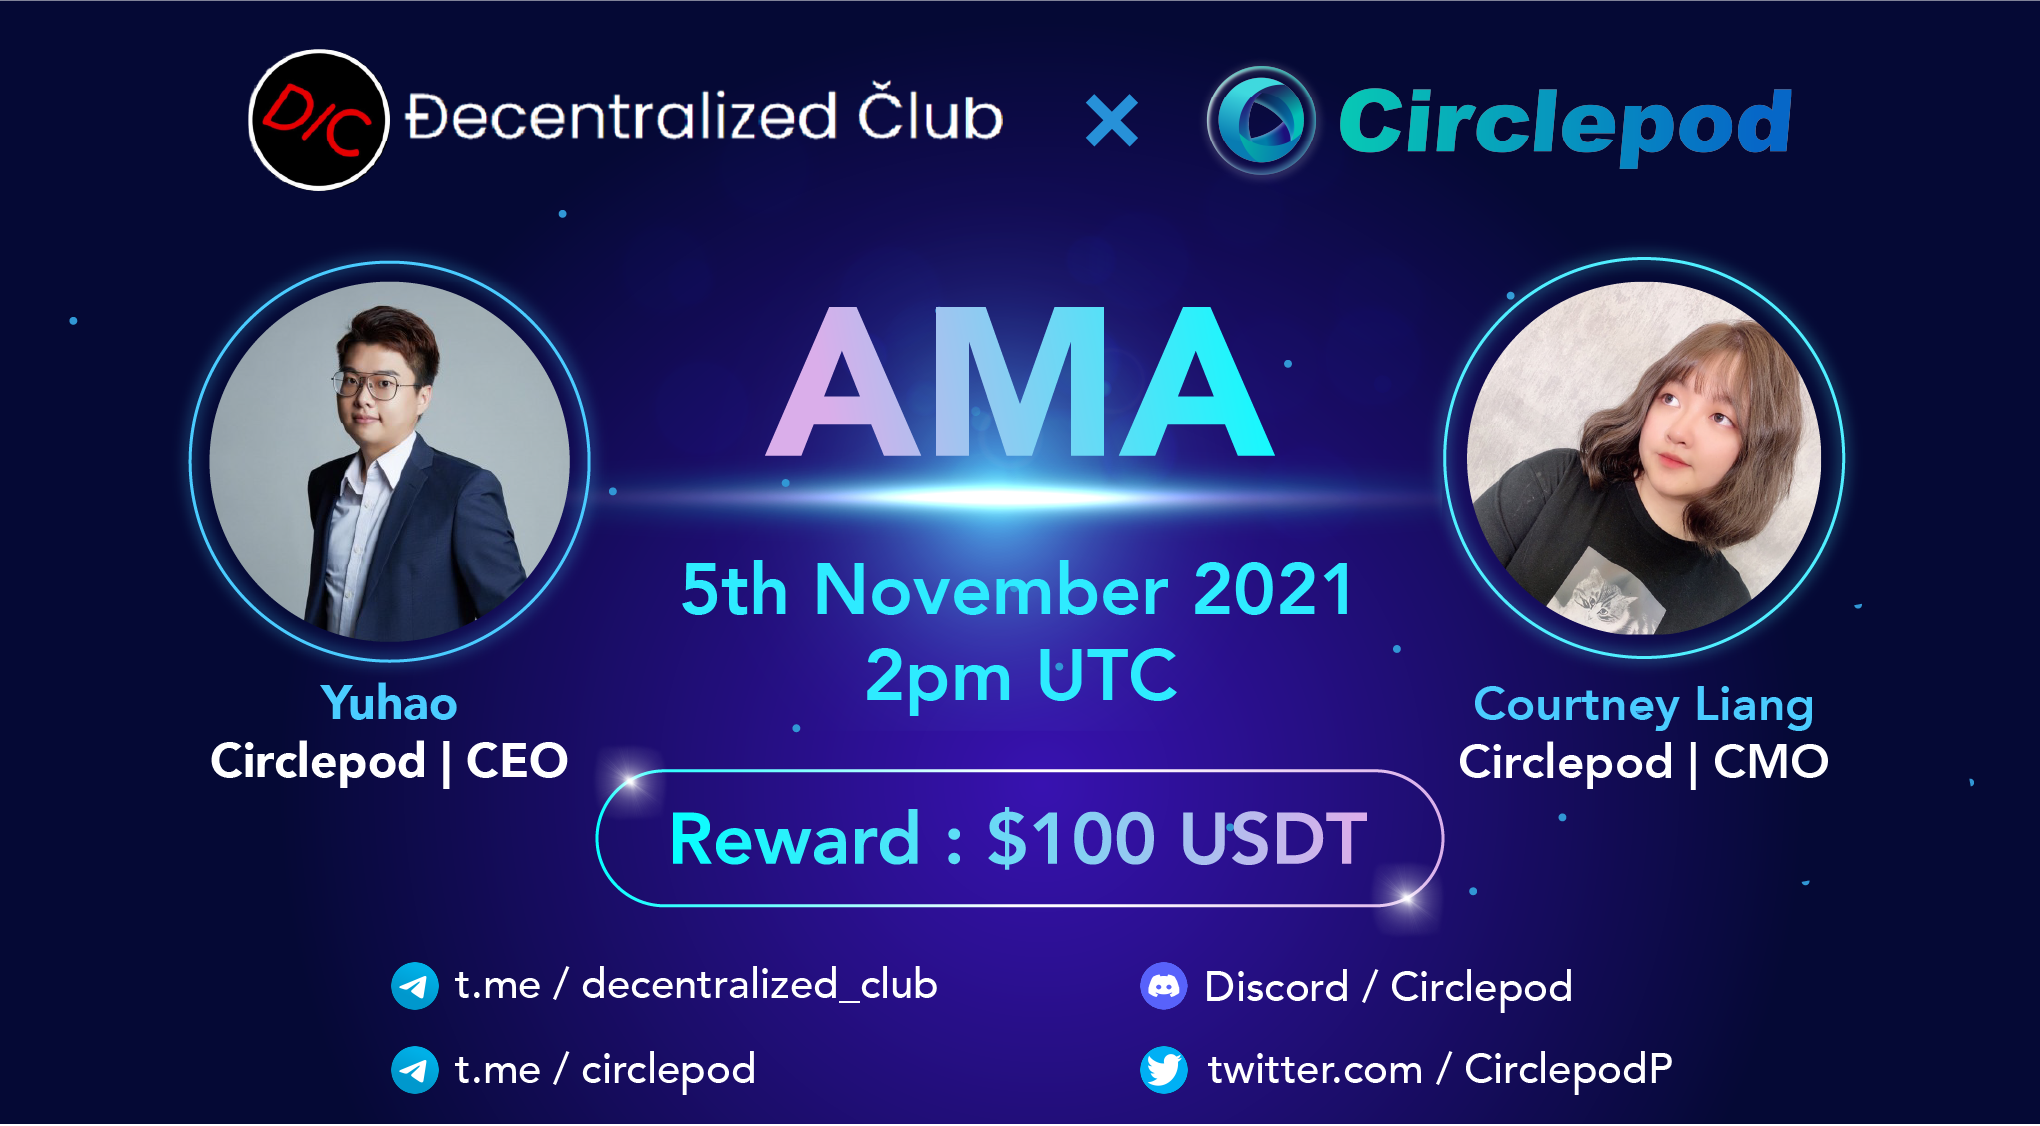 D/C Đecentralized Člub × Circlepod
AMA
5th November 2021
2pm UTC
Yuhao
Circlepod | CEO
Courtney Liang
Circlepod | CMO
Reward : $100 USDT
t.me / decentralized_club
Discord / Circlepod
t.me / circlepod
twitter.com / CirclepodP